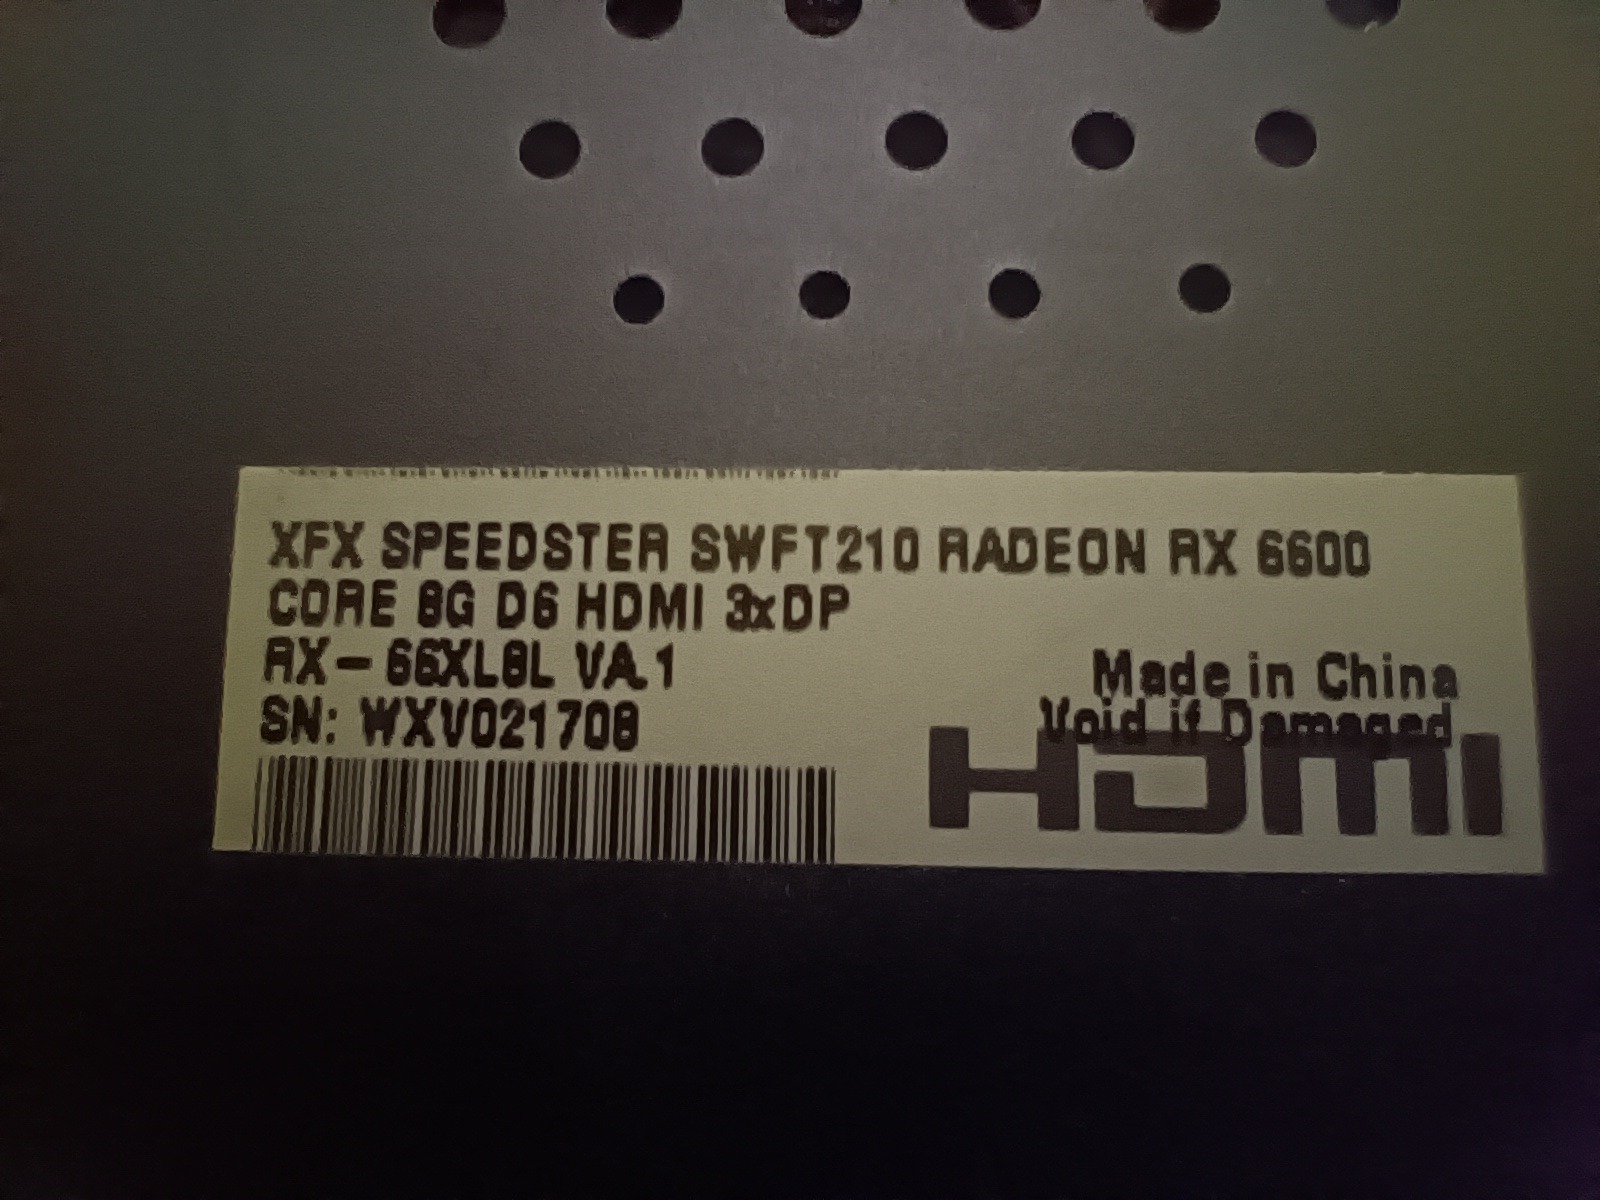 XFX SPEEDSTER SWFT210 RADEON RX 6600
CORE 8G D6 HDMI 3xDP
RX-66XL8L VA.1
SN: WXV021708
Made in China
Void if Damaged
HDMI